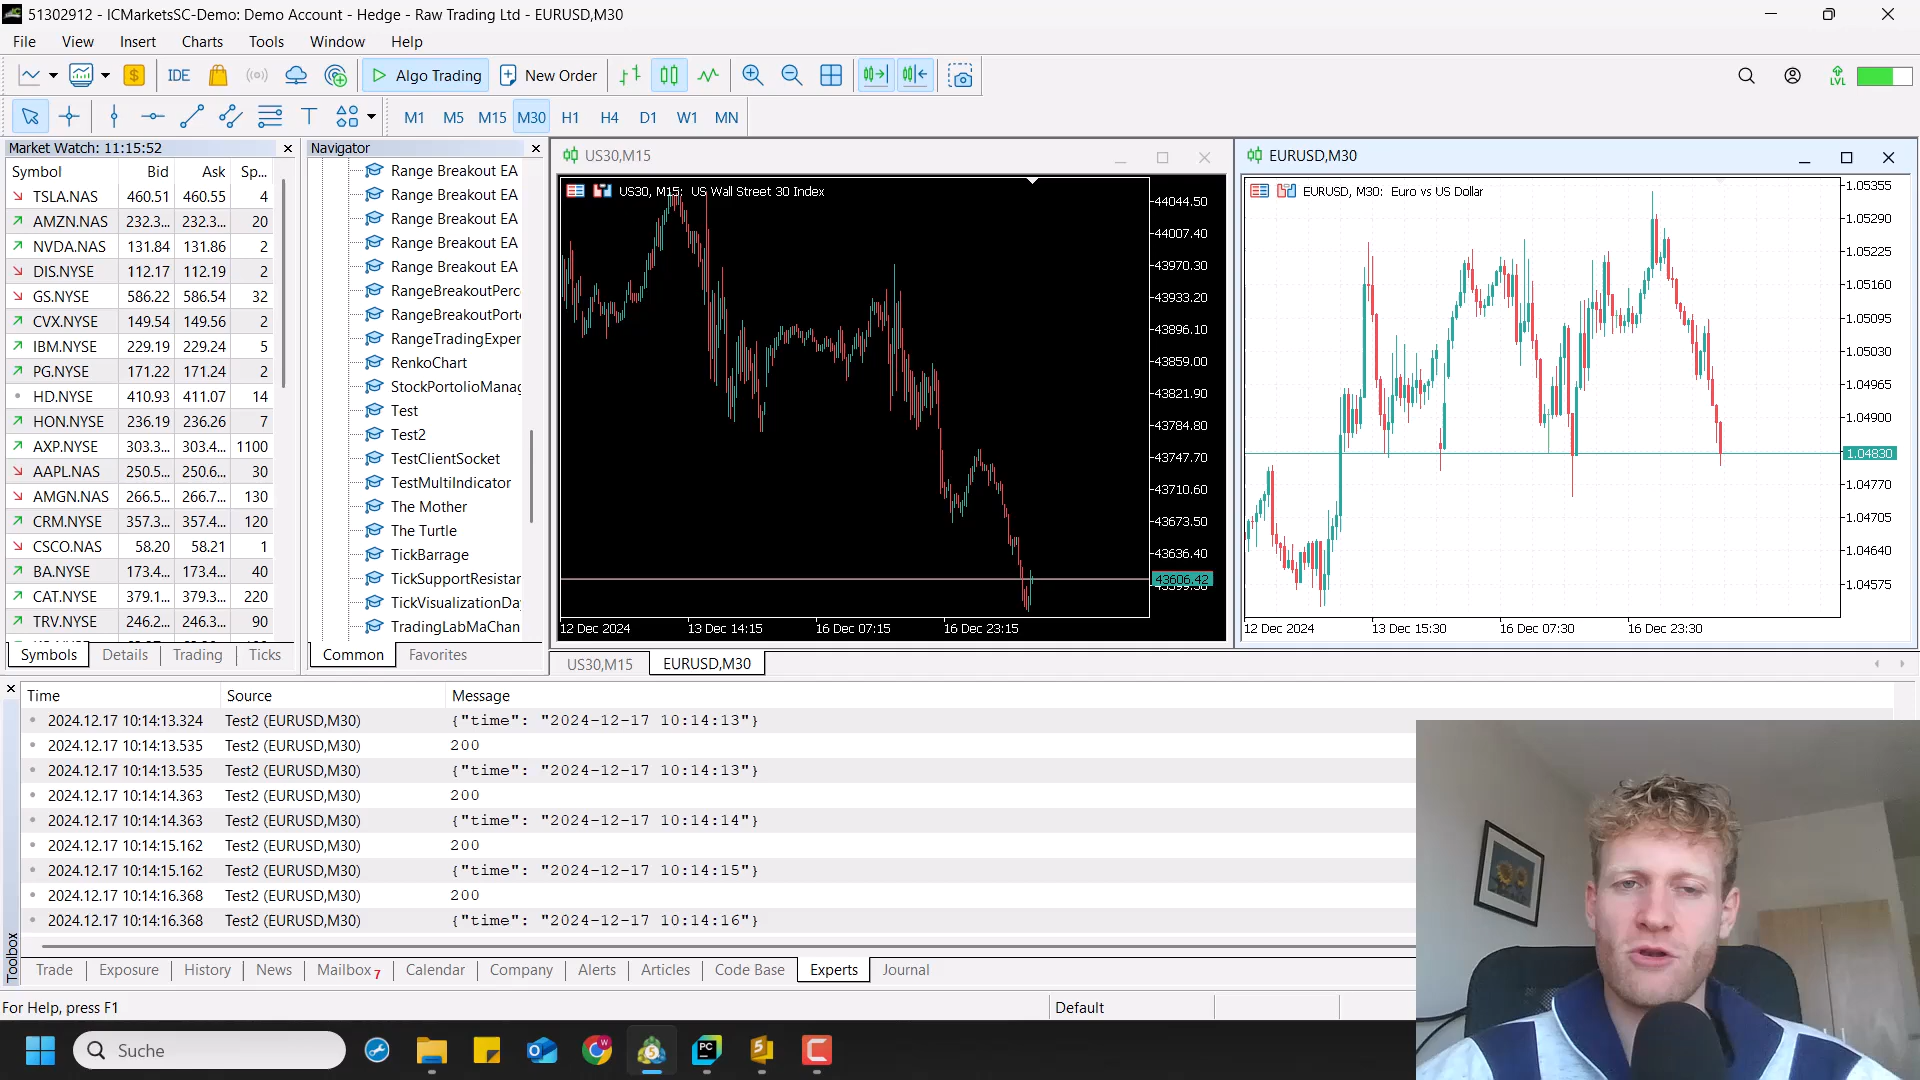 51302912 - ICMarketsSC-Demo: Demo Account - Hedge - Raw Trading Ltd - EURUSD,M30
File View Insert Charts Tools Window Help
IDE Algo Trading New Order LVL
M1 M5 M15 M30 H1 H4 D1 W1 MN
Market Watch: 11:15:52
Symbol Bid Ask Sp...
TSLA.NAS 460.51 460.55 4
AMZN.NAS 232.3... 232.3... 20
NVDA.NAS 131.84 131.86 2
DIS.NYSE 112.17 112.19 2
GS.NYSE 586.22 586.54 32
CVX.NYSE 149.54 149.56 2
IBM.NYSE 229.19 229.24 5
PG.NYSE 171.22 171.24 2
HD.NYSE 410.93 411.07 14
HON.NYSE 236.19 236.26 7
AXP.NYSE 303.3... 303.4... 1100
AAPL.NAS 250.5... 250.6... 30
AMGN.NAS 266.5... 266.7... 130
CRM.NYSE 357.3... 357.4... 120
CSCO.NAS 58.20 58.21 1
BA.NYSE 173.4... 173.4... 40
CAT.NYSE 379.1... 379.3... 220
TRV.NYSE 246.2... 246.3... 90
Symbols Details Trading Ticks
Navigator
Range Breakout EA
Range Breakout EA
Range Breakout EA
Range Breakout EA
Range Breakout EA
RangeBreakoutPerc
RangeBreakoutPorto
RangeTradingExper
RenkoChart
StockPortolioManag
Test
Test2
TestClientSocket
TestMultiIndicator
The Mother
The Turtle
TickBarrage
TickSupportResistar
TickVisualizationDay
TradingLabMaChan
Common Favorites
US30,M15
US30, M15: US Wall Street 30 Index
44044.50
44007.40
43970.30
43933.20
43896.10
43859.00
43821.90
43784.80
43747.70
43710.60
43673.50
43636.40
43606.42
12 Dec 2024 13 Dec 14:15 16 Dec 07:15 16 Dec 23:15
EURUSD,M30
EURUSD, M30: Euro vs US Dollar
1.05355
1.05290
1.05225
1.05160
1.05095
1.05030
1.04965
1.04900
1.04830
1.04770
1.04705
1.04640
1.04575
12 Dec 2024 13 Dec 15:30 16 Dec 07:30 16 Dec 23:30
US30,M15 EURUSD,M30
Time Source Message
2024.12.17 10:14:13.324 Test2 (EURUSD,M30) {"time": "2024-12-17 10:14:13"}
2024.12.17 10:14:13.535 Test2 (EURUSD,M30) 200
2024.12.17 10:14:13.535 Test2 (EURUSD,M30) {"time": "2024-12-17 10:14:13"}
2024.12.17 10:14:14.363 Test2 (EURUSD,M30) 200
2024.12.17 10:14:14.363 Test2 (EURUSD,M30) {"time": "2024-12-17 10:14:14"}
2024.12.17 10:14:15.162 Test2 (EURUSD,M30) 200
2024.12.17 10:14:15.162 Test2 (EURUSD,M30) {"time": "2024-12-17 10:14:15"}
2024.12.17 10:14:16.368 Test2 (EURUSD,M30) 200
2024.12.17 10:14:16.368 Test2 (EURUSD,M30) {"time": "2024-12-17 10:14:16"}
Toolbox
Trade Exposure History News Mailbox 7 Calendar Company Alerts Articles Code Base Experts Journal
For Help, press F1 Default
Suche